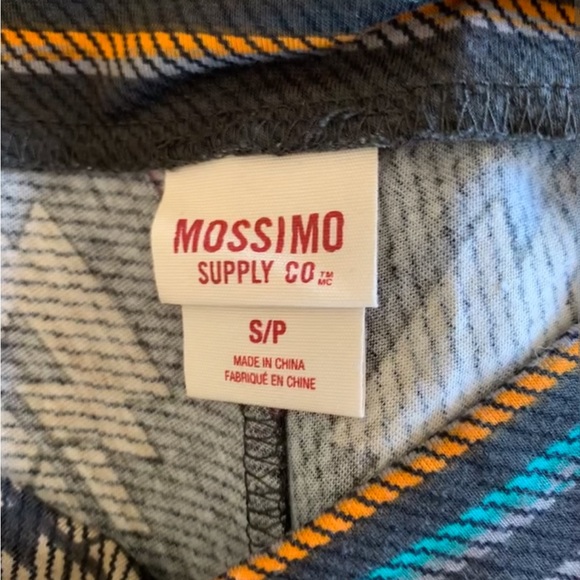 MOSSIMO
SUPPLY CO TM MC
S/P
MADE IN CHINA
FABRIQUÉ EN CHINE